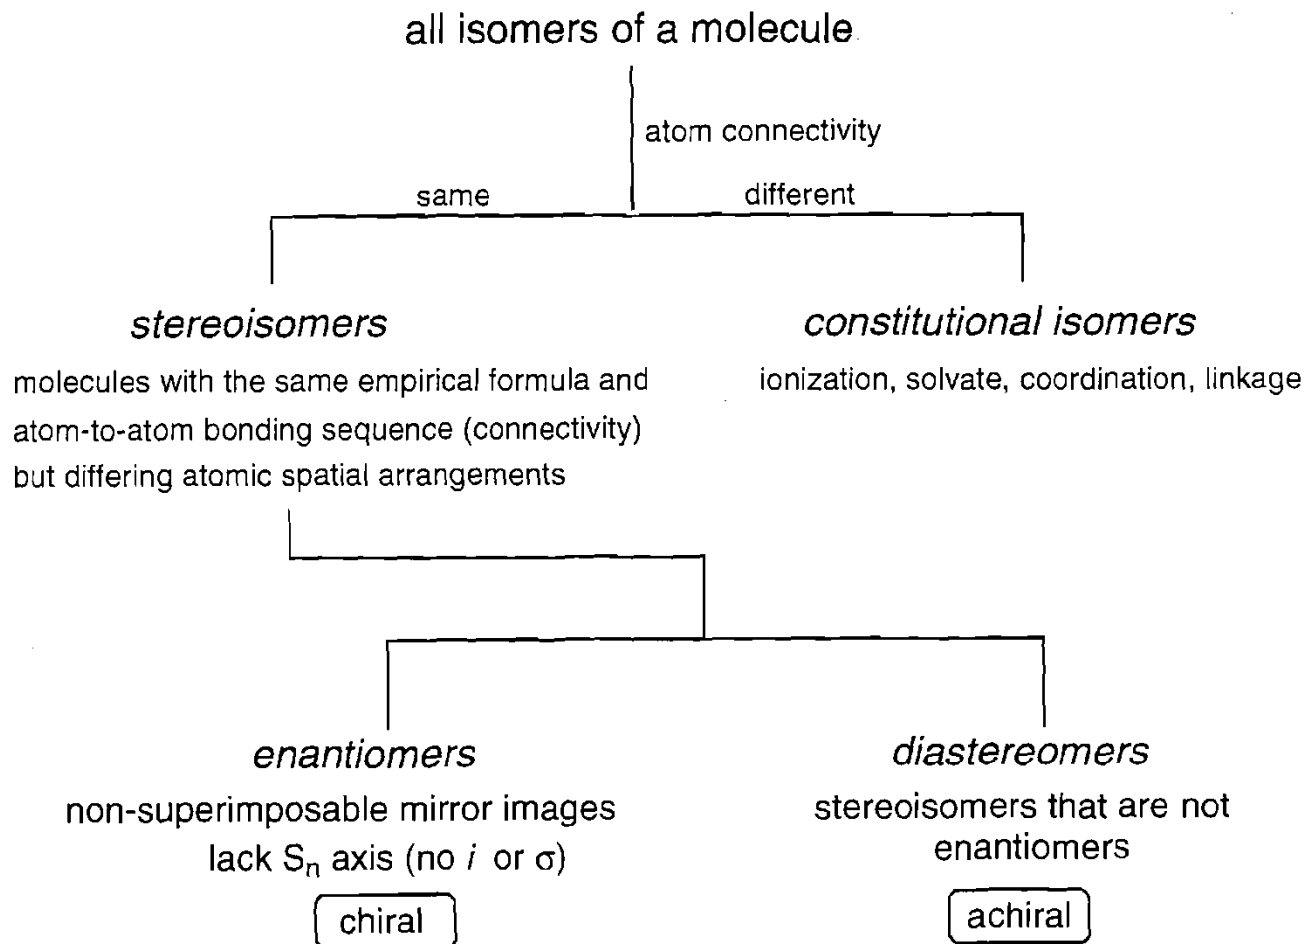 all isomers of a molecule
atom connectivity
same
different
stereoisomers
molecules with the same empirical formula and
atom-to-atom bonding sequence (connectivity)
but differing atomic spatial arrangements
constitutional isomers
ionization, solvate, coordination, linkage
enantiomers
non-superimposable mirror images
lack Sₙ axis (no i or σ)
chiral
diastereomers
stereoisomers that are not
enantiomers
achiral